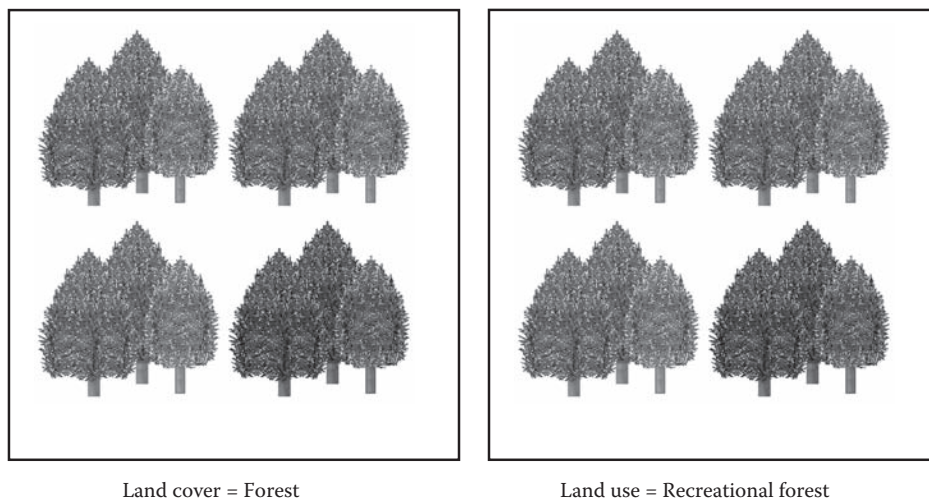 Land cover = Forest
Land use = Recreational forest